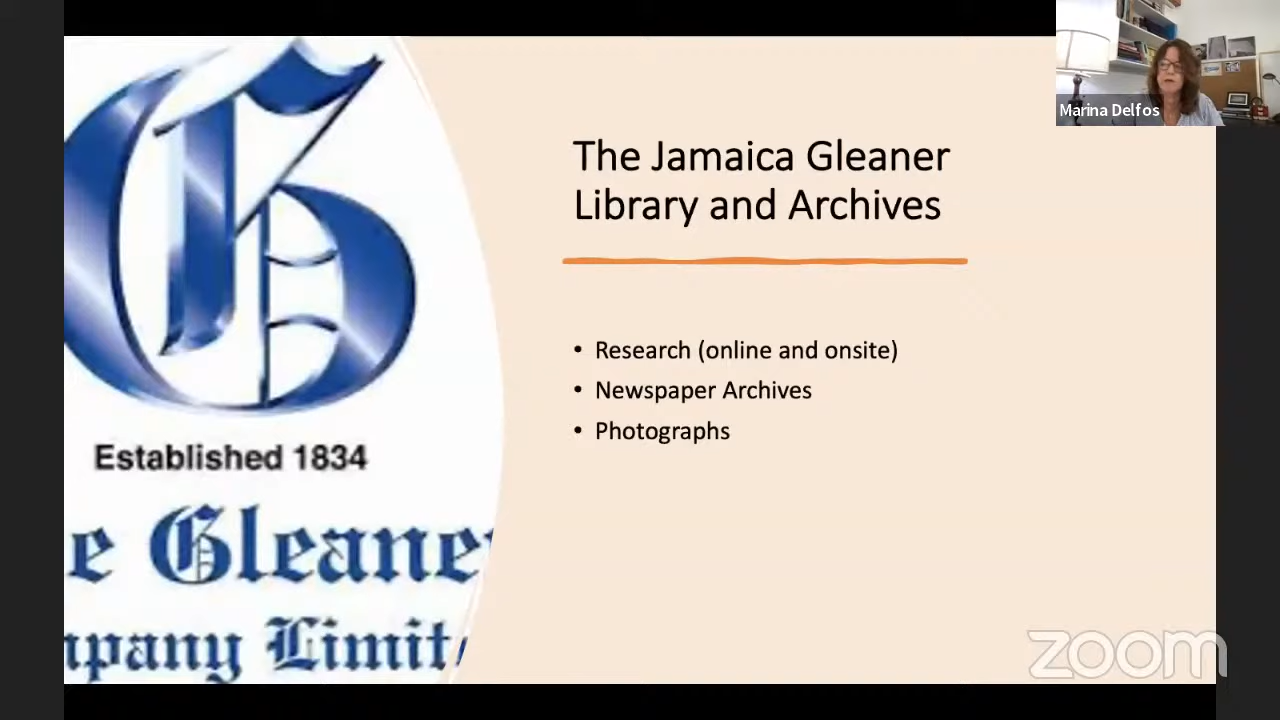 Marina Delfos
The Jamaica Gleaner
Library and Archives
• Research (online and onsite)
• Newspaper Archives
• Photographs
G
Established 1834
e Gleaner
mpany Limit
zoom